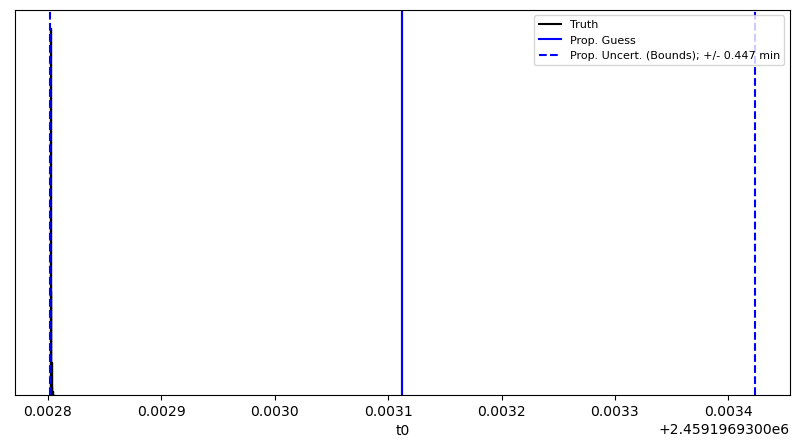 Truth
Prop. Guess
Prop. Uncert. (Bounds); +/- 0.447 min
0.0028 0.0029 0.0030 0.0031 0.0032 0.0033 0.0034
t0 +2.4591969300e6